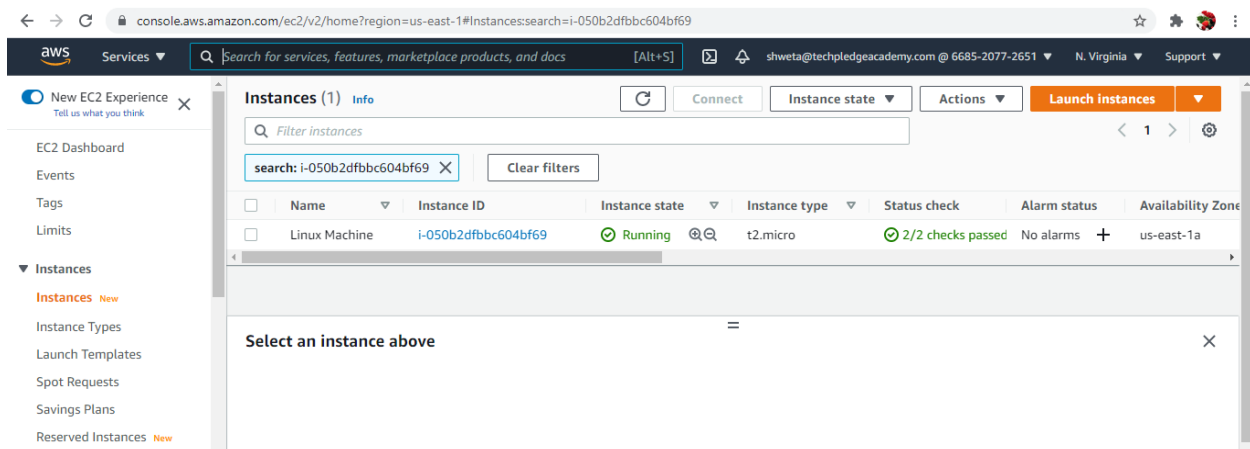 console.aws.amazon.com/ec2/v2/home?region=us-east-1#Instances:search=i-050b2dfbbc604bf69
aws Services ▼ Search for services, features, marketplace products, and docs [Alt+S] shweta@techpledgeacademy.com @ 6685-2077-2651 ▼ N. Virginia ▼ Support ▼
New EC2 Experience
Tell us what you think
EC2 Dashboard
Events
Tags
Limits
Instances
Instances New
Instance Types
Launch Templates
Spot Requests
Savings Plans
Reserved Instances New
Instances (1) Info
Connect Instance state ▼ Actions ▼ Launch instances ▼
Filter instances
1
search: i-050b2dfbbc604bf69
Clear filters
Name Instance ID Instance state Instance type Status check Alarm status Availability Zone
Linux Machine i-050b2dfbbc604bf69 Running t2.micro 2/2 checks passed No alarms + us-east-1a
Select an instance above